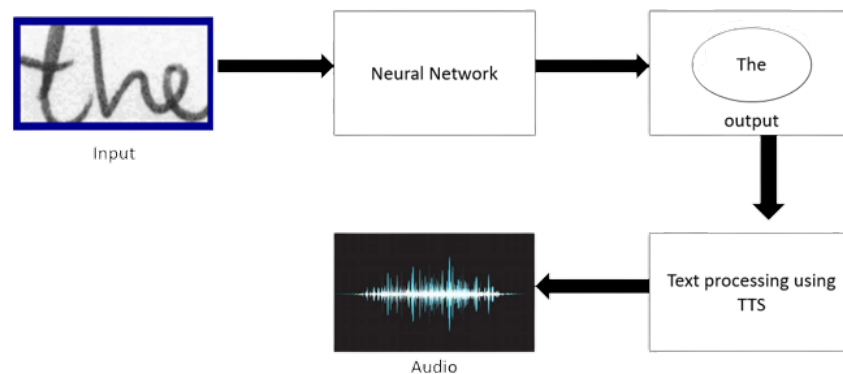 the
Input
Neural Network
The
output
Text processing using
TTS
Audio